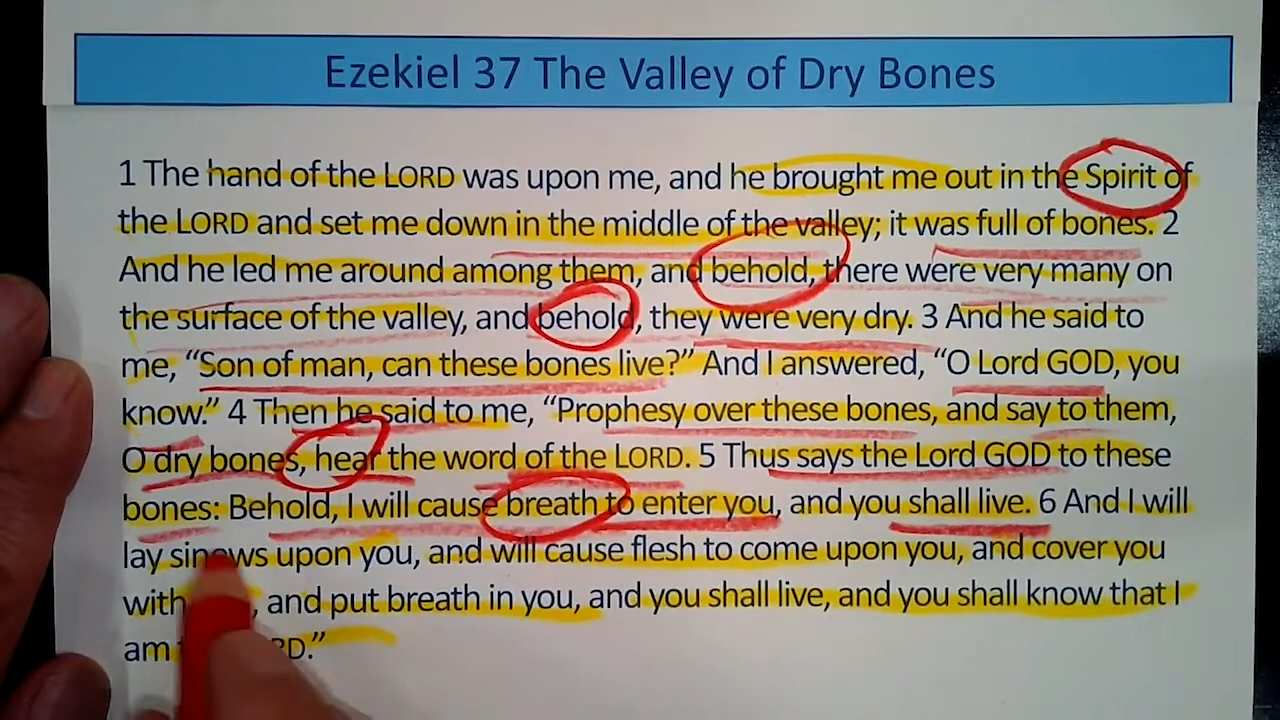 Ezekiel 37 The Valley of Dry Bones
1 The hand of the LORD was upon me, and he brought me out in the Spirit of
the LORD and set me down in the middle of the valley; it was full of bones. 2
And he led me around among them, and behold, there were very many on
the surface of the valley, and behold, they were very dry. 3 And he said to
me, “Son of man, can these bones live?” And I answered, “O Lord GOD, you
know.” 4 Then he said to me, “Prophesy over these bones, and say to them,
O dry bones, hear the word of the LORD. 5 Thus says the Lord GOD to these
bones: Behold, I will cause breath to enter you, and you shall live. 6 And I will
lay sinews upon you, and will cause flesh to come upon you, and cover you
with , and put breath in you, and you shall live, and you shall know that I
am